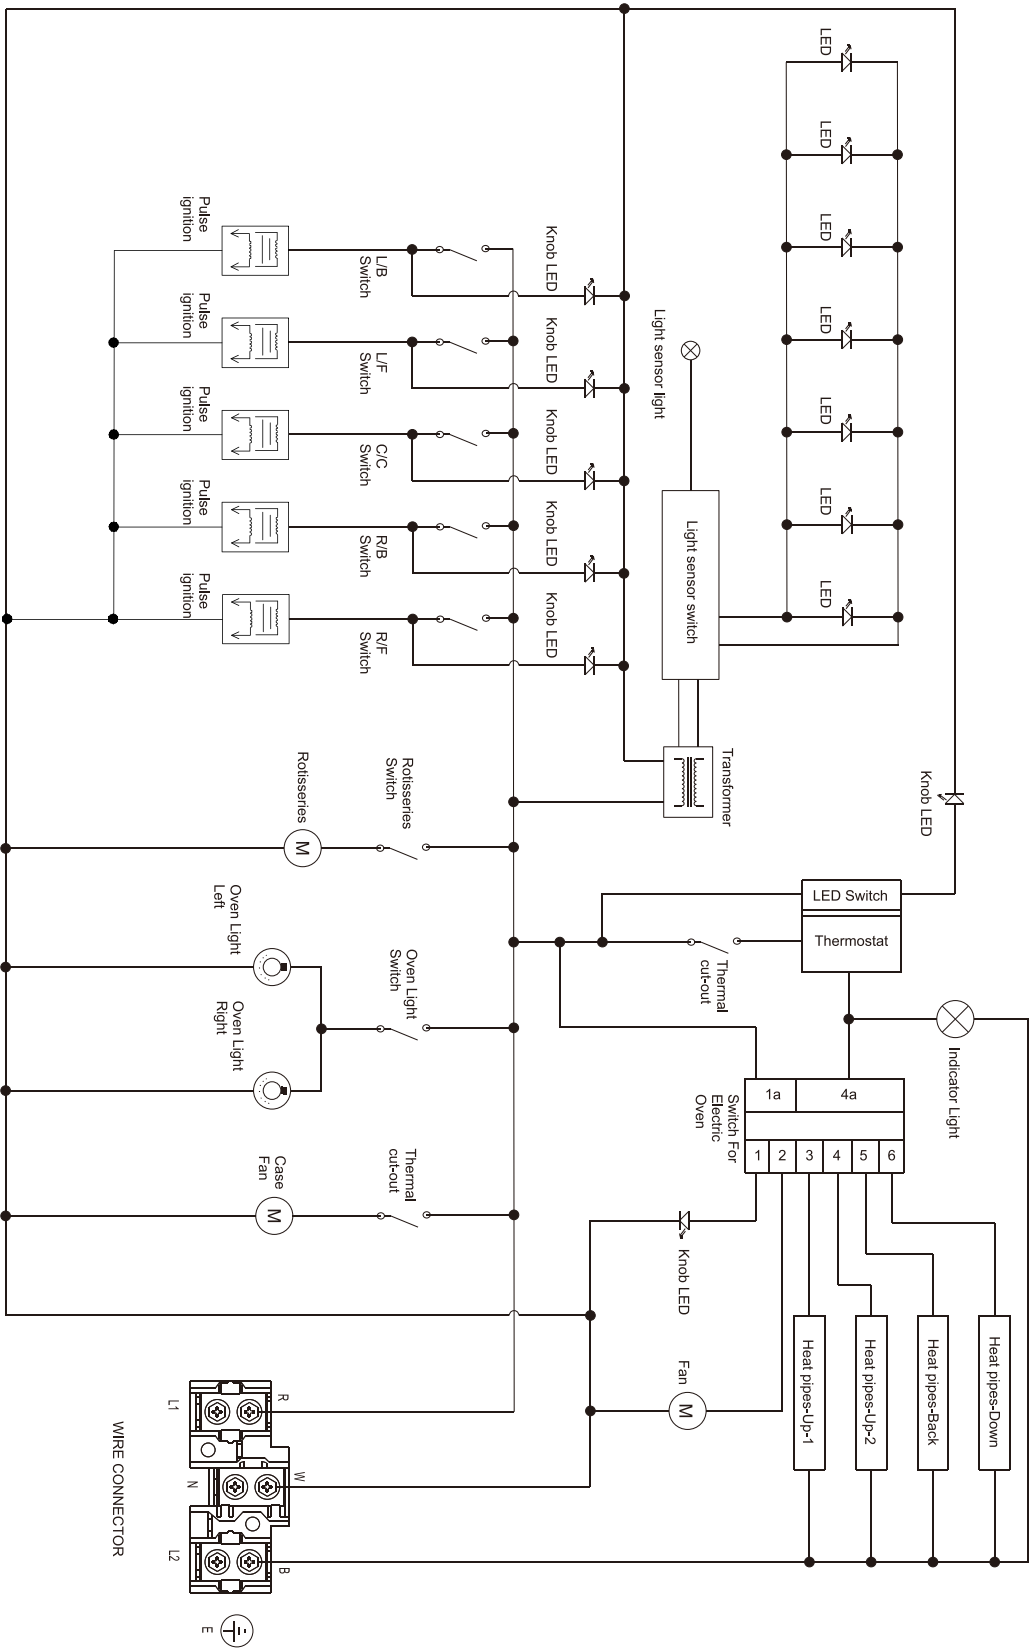 LED
LED
LED
LED
LED
LED
LED
Knob LED
Knob LED
Knob LED
Knob LED
Knob LED
Light sensor light
Light sensor switch
Transformer
Pulse
ignition
Pulse
ignition
Pulse
ignition
Pulse
ignition
Pulse
ignition
L/B
Switch
L/F
Switch
C/C
Switch
R/B
Switch
R/F
Switch
Rotisseries
M
Rotisseries
Switch
Knob LED
LED Switch
Thermostat
Thermal
cut-out
Oven Light
Left
Oven Light
Right
Oven Light
Switch
Indicator Light
1a
4a
Switch For
Electric
Oven
1
2
3
4
5
6
Case
Fan
M
Thermal
cut-out
Knob LED
Fan
M
Heat pipes-Up-1
Heat pipes-Up-2
Heat pipes-Back
Heat pipes-Down
R
L1
W
N
B
L2
E
WIRE CONNECTOR